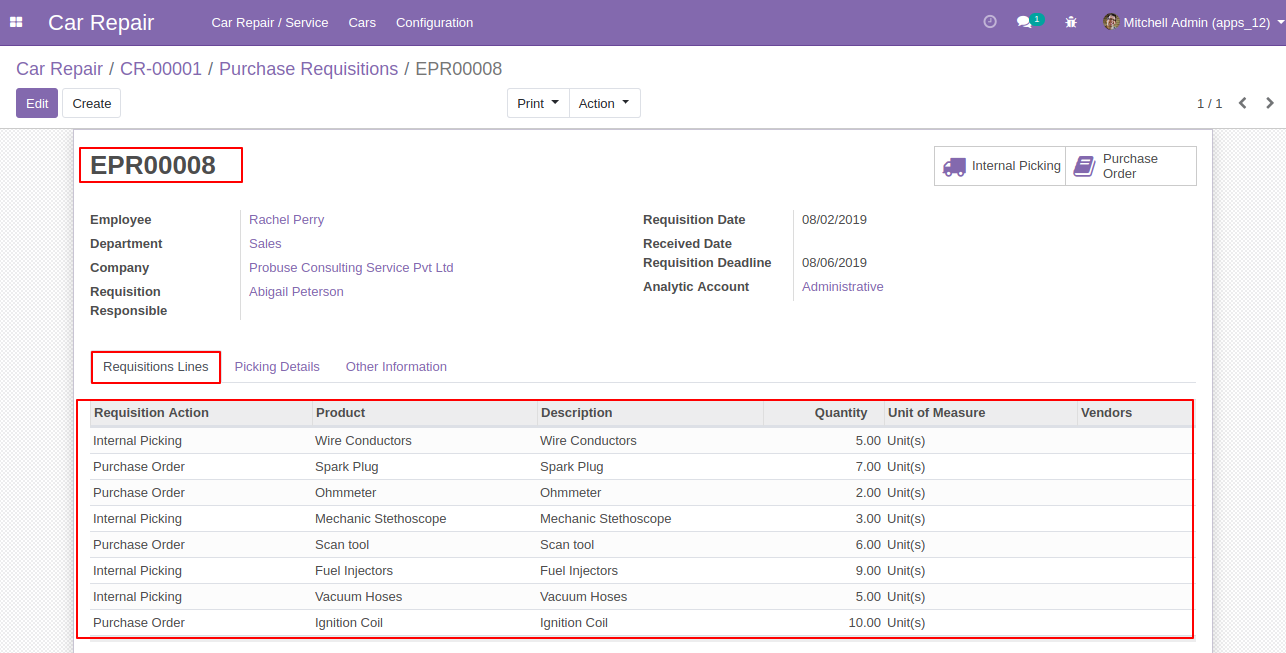 Car Repair Car Repair / Service Cars Configuration 1 Mitchell Admin (apps_12)
Car Repair / CR-00001 / Purchase Requisitions / EPR00008
Edit Create Print Action 1 / 1
EPR00008
Internal Picking
Purchase Order
Employee Rachel Perry
Department Sales
Company Probuse Consulting Service Pvt Ltd
Requisition Abigail Peterson
Responsible
Requisition Date 08/02/2019
Received Date
Requisition Deadline 08/06/2019
Analytic Account Administrative
Requisitions Lines Picking Details Other Information
Requisition Action Product Description Quantity Unit of Measure Vendors
Internal Picking Wire Conductors Wire Conductors 5.00 Unit(s)
Purchase Order Spark Plug Spark Plug 7.00 Unit(s)
Purchase Order Ohmmeter Ohmmeter 2.00 Unit(s)
Internal Picking Mechanic Stethoscope Mechanic Stethoscope 3.00 Unit(s)
Purchase Order Scan tool Scan tool 6.00 Unit(s)
Internal Picking Fuel Injectors Fuel Injectors 9.00 Unit(s)
Internal Picking Vacuum Hoses Vacuum Hoses 5.00 Unit(s)
Purchase Order Ignition Coil Ignition Coil 10.00 Unit(s)